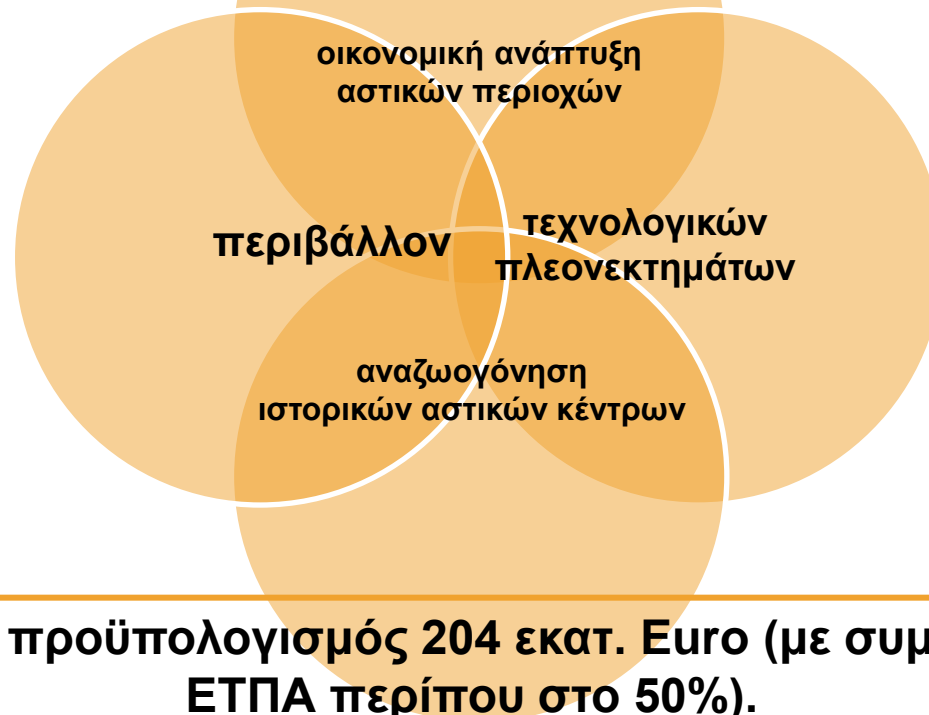 οικονομική ανάπτυξη
αστικών περιοχών
περιβάλλον
τεχνολογικών
πλεονεκτημάτων
αναζωογόνηση
ιστορικών αστικών κέντρων
προϋπολογισμός 204 εκατ. Euro (με συμ
ΕΤΠΑ περίπου στο 50%).